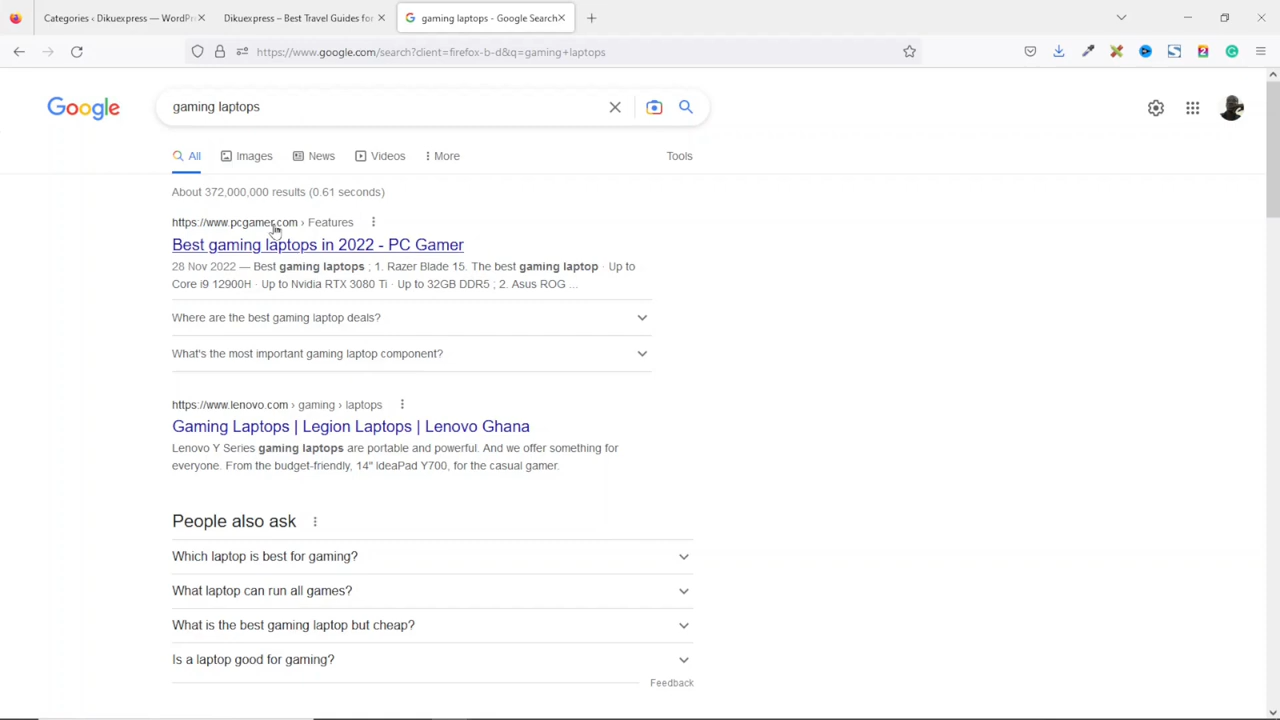 Categories ‹ Dikuexpress — WordPr
Dikuexpress – Best Travel Guides for
gaming laptops - Google Search
https://www.google.com/search?client=firefox-b-d&q=gaming+laptops
Google
gaming laptops
All
Images
News
Videos
More
Tools
About 372,000,000 results (0.61 seconds)
https://www.pcgamer.com › Features
Best gaming laptops in 2022 - PC Gamer
28 Nov 2022 — Best gaming laptops ; 1. Razer Blade 15. The best gaming laptop · Up to
Core i9 12900H · Up to Nvidia RTX 3080 Ti · Up to 32GB DDR5 ; 2. Asus ROG ...
Where are the best gaming laptop deals?
What's the most important gaming laptop component?
https://www.lenovo.com › gaming › laptops
Gaming Laptops | Legion Laptops | Lenovo Ghana
Lenovo Y Series gaming laptops are portable and powerful. And we offer something for
everyone. From the budget-friendly, 14" IdeaPad Y700, for the casual gamer.
People also ask
Which laptop is best for gaming?
What laptop can run all games?
What is the best gaming laptop but cheap?
Is a laptop good for gaming?
Feedback